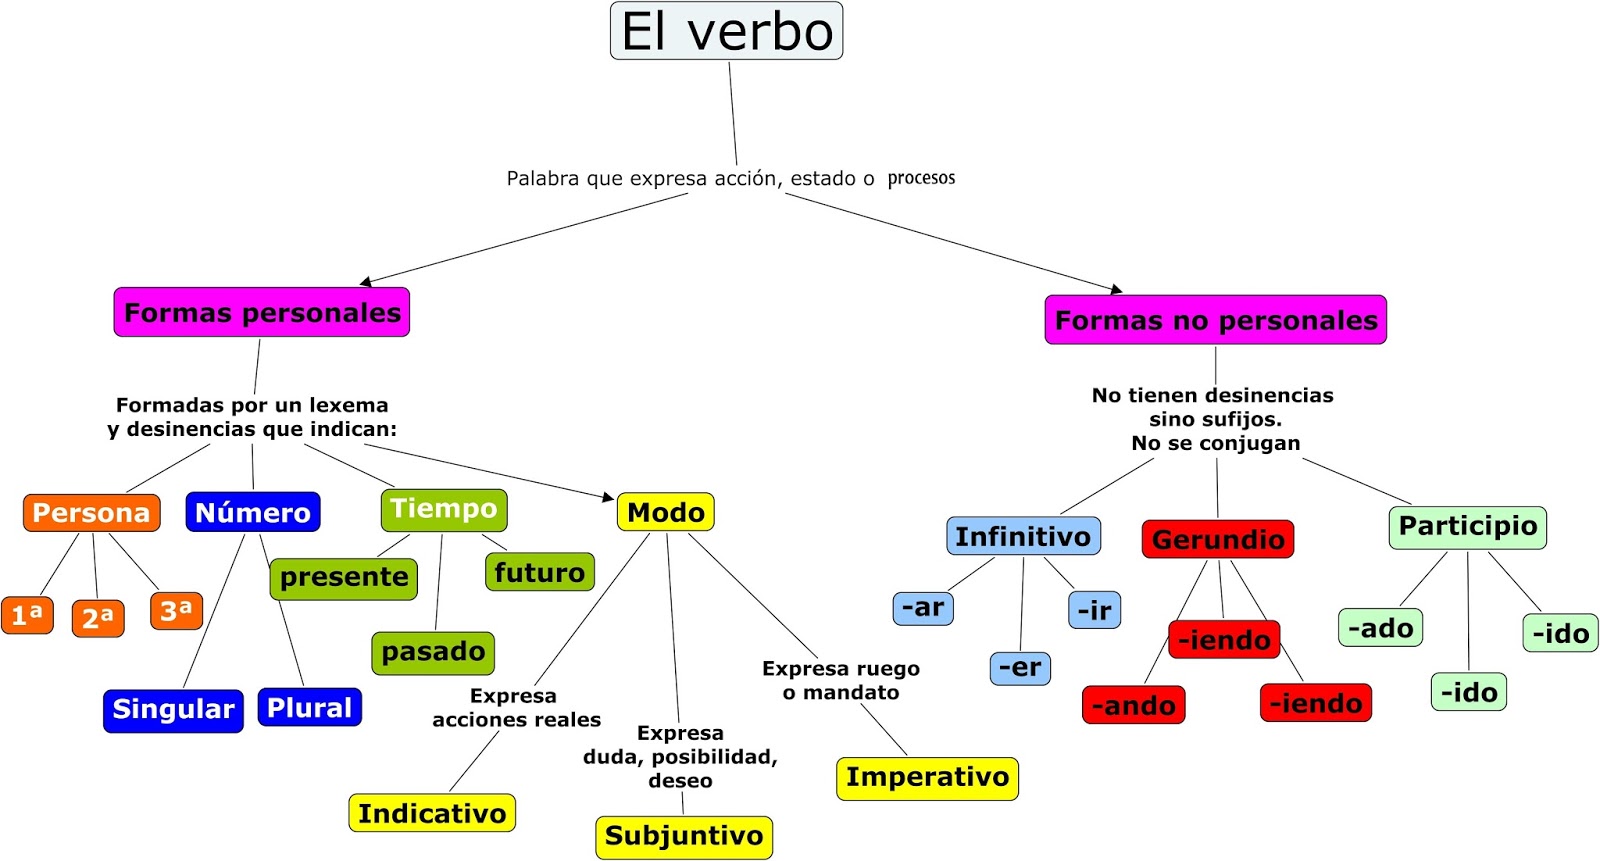 El verbo
Palabra que expresa acción, estado o procesos
Formas personales
Formas no personales
Formadas por un lexema
y desinencias que indican:
No tienen desinencias
sino sufijos.
No se conjugan
Persona
Número
Tiempo
Modo
Infinitivo
Gerundio
Participio
1ª
2ª
3ª
Singular
Plural
presente
pasado
futuro
Expresa
acciones reales
Indicativo
Expresa
duda, posibilidad,
deseo
Subjuntivo
Expresa ruego
o mandato
Imperativo
-ar
-er
-ir
-ando
-iendo
-iendo
-ado
-ido
-ido